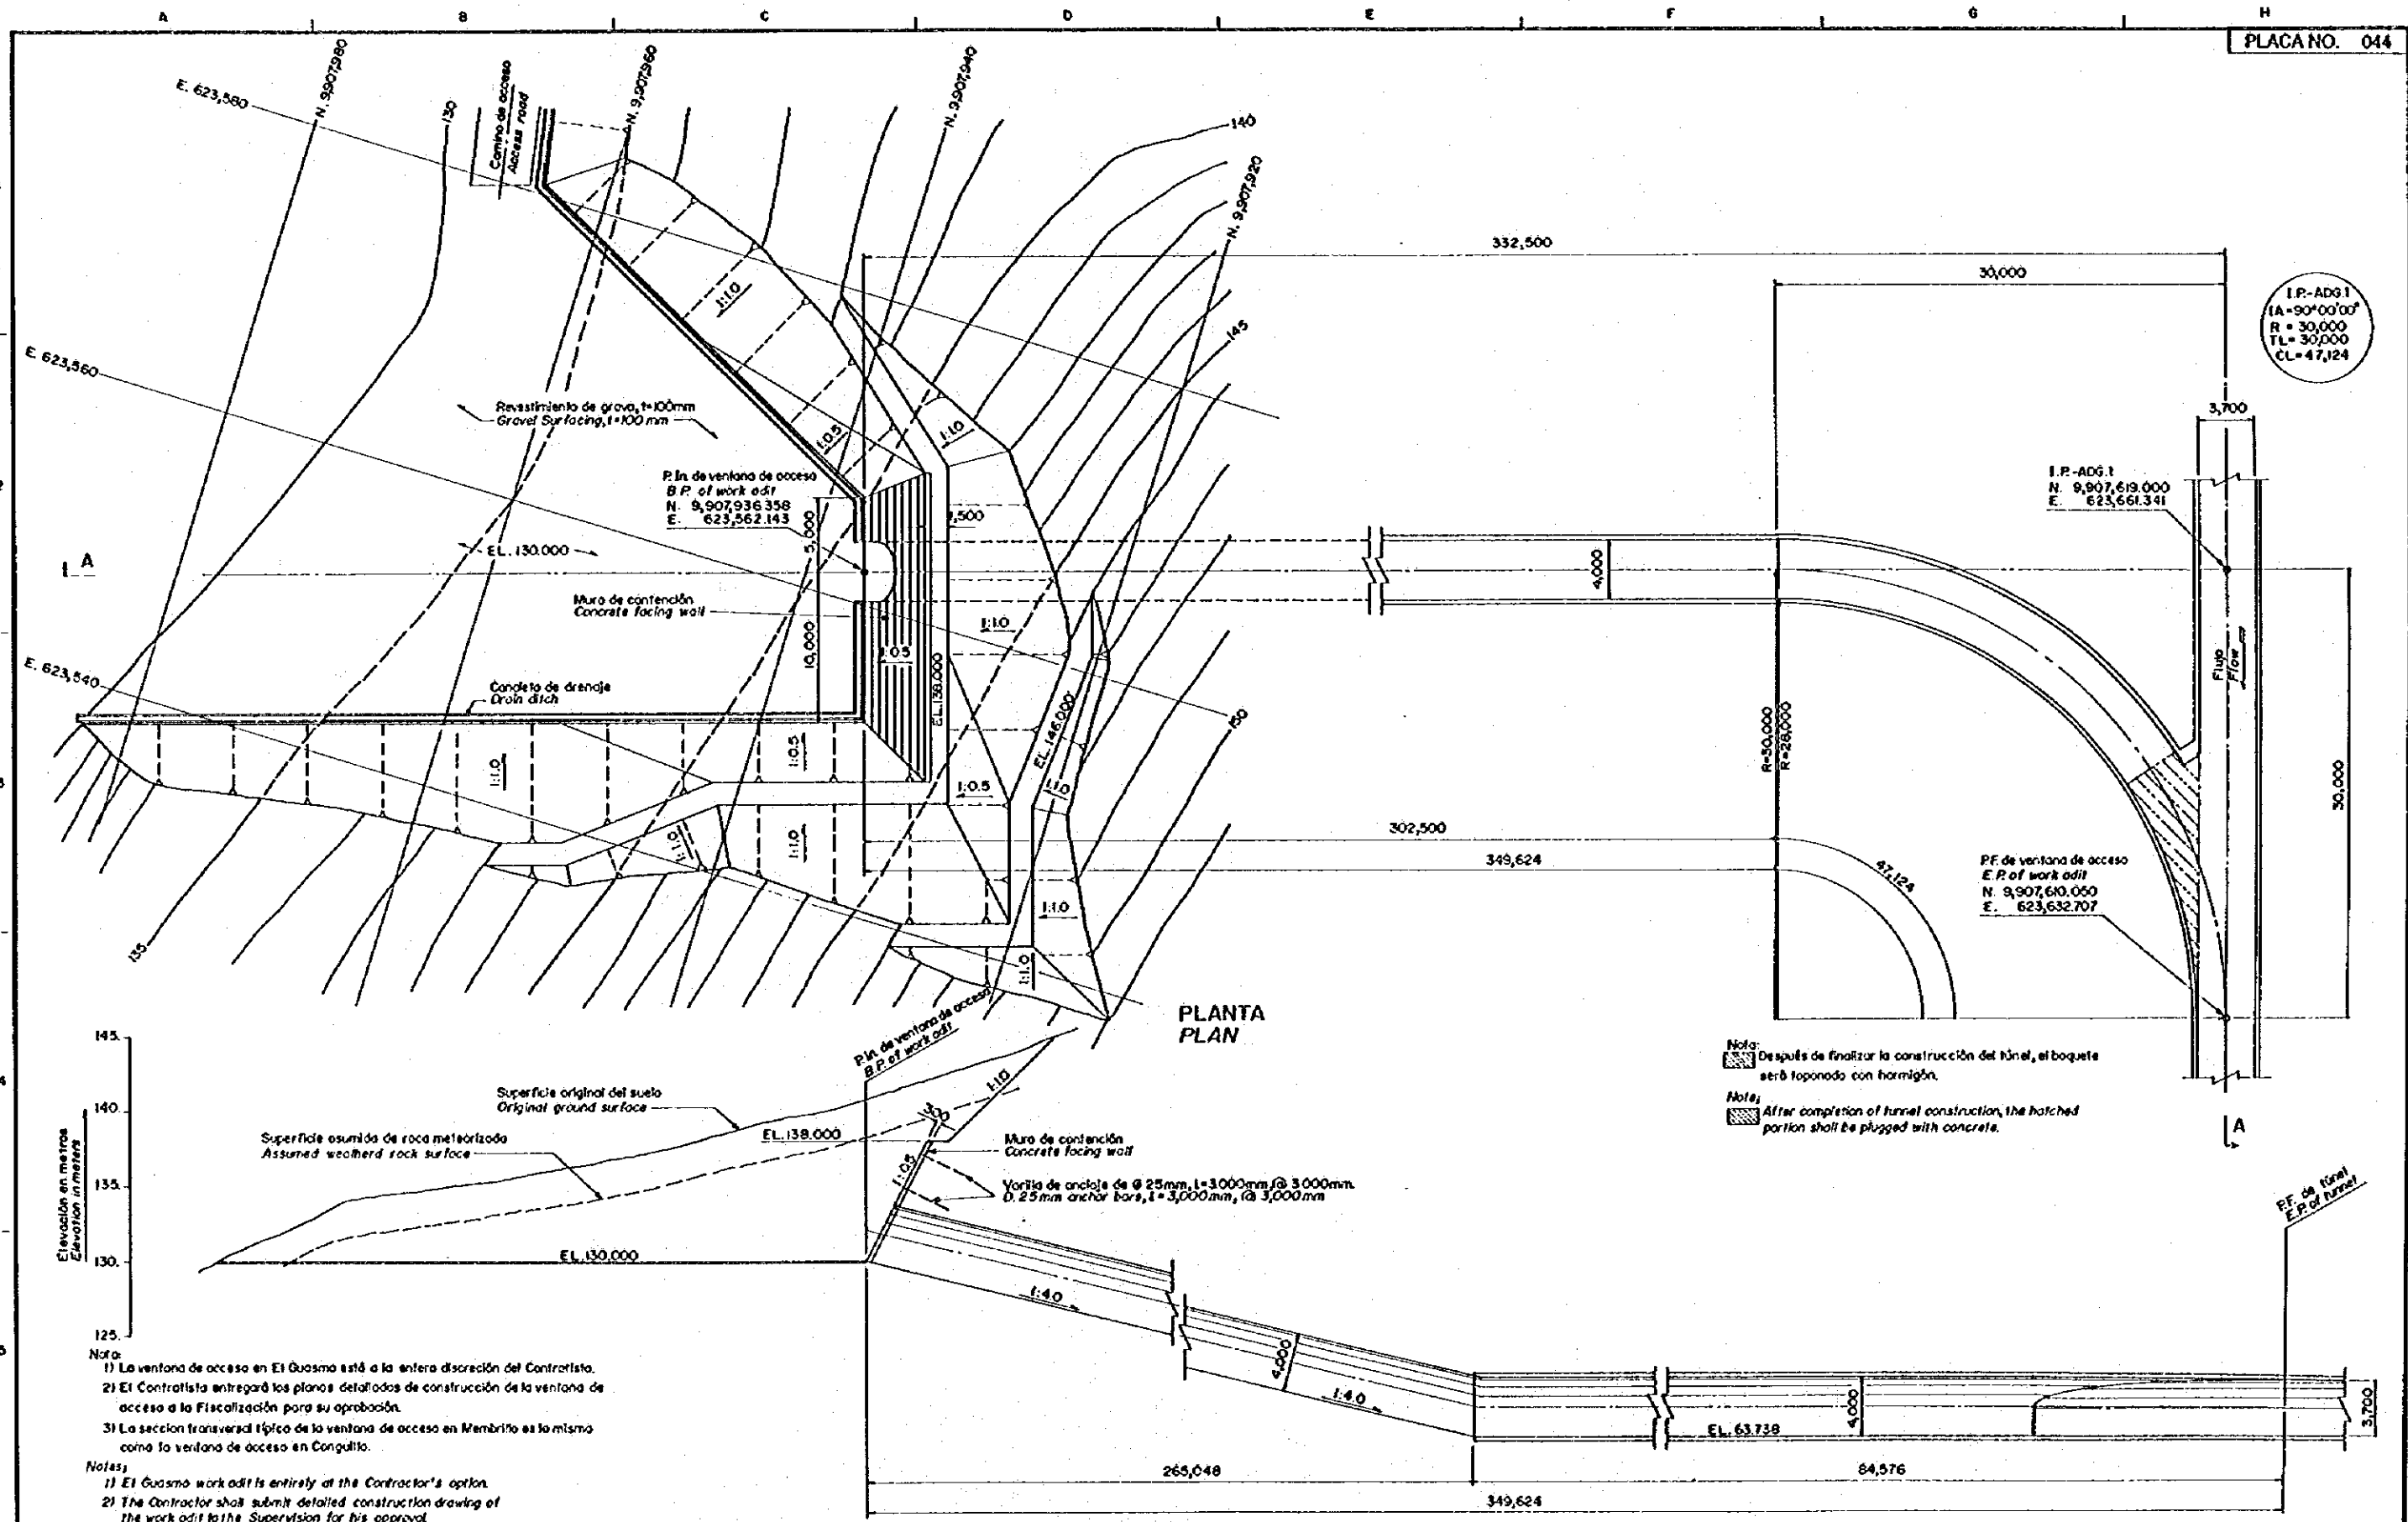 A B C D E F G H
PLACA NO. 044
E. 623,580
N. 9,907,980
130
Camino de acceso
Access road
N. 9,907,960
N. 9,907,940
140
N. 9,907,920
332,500
30,000
I.P.-ADG.1
IA=90°00'00"
R = 30,000
TL= 30,000
CL=47,124
1:1.0
145
E. 623,560
3,700
Revestimiento de grava, t=100mm
Gravel Surfacing, t=100 mm
1:0.5
1:1.0
2
P.In. de ventana de acceso
B.P. of work adit
N. 9,907,936.358
E. 623,562.143
I.P.-ADG.1
N. 9,907,619.000
E. 623,661.341
5,000
1,500
EL. 130.000
A
4,000
Muro de contención
Concrete facing wall
10,000
1:0.5
1:1.0
Flujo
Flow
E. 623,540
Canaleta de drenaje
Drain ditch
EL. 138.000
EL. 146.000
150
R=30,000
R=28,000
1:1.0
1:0.5
1:0.5
1:1.0
30,000
3
1:1.0
1:1.0
302,500
349,624
47,124
P.F. de ventana de acceso
E.P. of work adit
N. 9,907,610.050
E. 623,632.707
1:1.0
135
1:1.0
PLANTA
PLAN
P.In. de ventana de acceso
B.P. of work adit
Nota:
Después de finalizar la construcción del túnel, el boquete
será taponado con hormigón.
Note;
After completion of tunnel construction, the hatched
portion shall be plugged with concrete.
A
4
145.
140.
135.
130.
125.
Elevación en metros
Elevation in meters
Superficie original del suelo
Original ground surface
Superficie asumida de roca meteorizada
Assumed weatherd rock surface
EL. 138.000
300
1:1.0
Muro de contención
Concrete facing wall
1:0.5
Varilla de anclaje de Ø 25mm, L=3000mm, @ 3000mm.
D. 25mm anchor bars, L=3,000mm, @ 3,000mm
EL. 130.000
1:4.0
4,000
1:4.0
P.F. de túnel
E.P. of tunnel
EL. 63.738
4,000
3,700
265,048
84,576
349,624
5
Nota:
1) La ventana de acceso en El Guasmo está a la entera discreción del Contratista.
2) El Contratista entregará los planos detallados de construcción de la ventana de
acceso a la Fiscalización para su aprobación.
3) La seccion transversal típica de la ventana de acceso en Membrillo es la misma
como la ventana de acceso en Conguillo.
Notes;
1) El Guasmo work adit is entirely at the Contractor's option.
2) The Contractor shall submit detailed construction drawing of
the work adit to the Supervision for his approval.